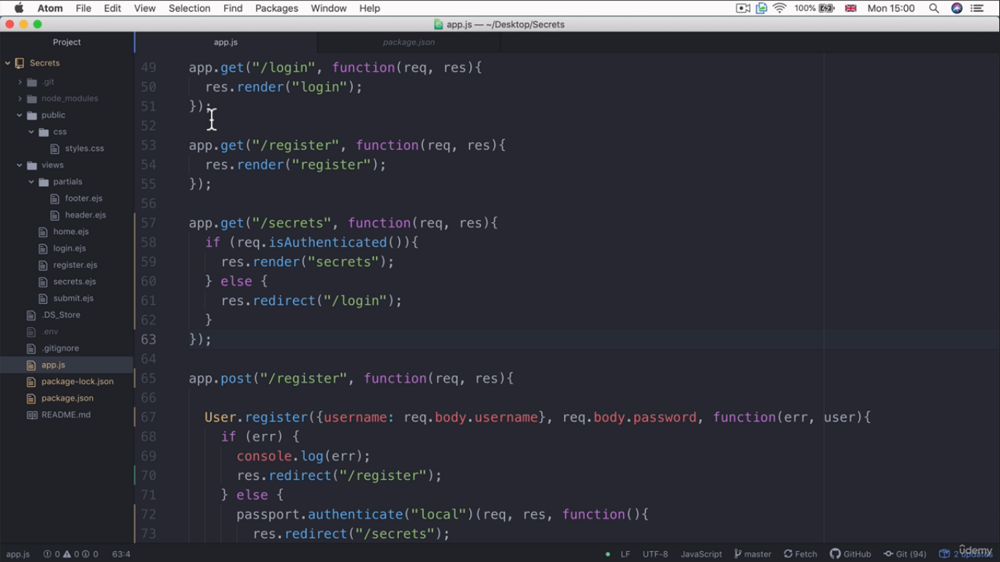 Atom File Edit View Selection Find Packages Window Help 100% Mon 15:00
app.js — ~/Desktop/Secrets
Project app.js package.json
Secrets
.git
node_modules
public
css
styles.css
views
partials
footer.ejs
header.ejs
home.ejs
login.ejs
register.ejs
secrets.ejs
submit.ejs
.DS_Store
.env
.gitignore
app.js
package-lock.json
package.json
README.md
49 app.get("/login", function(req, res){
50 res.render("login");
51 });
52
53 app.get("/register", function(req, res){
54 res.render("register");
55 });
56
57 app.get("/secrets", function(req, res){
58 if (req.isAuthenticated()){
59 res.render("secrets");
60 } else {
61 res.redirect("/login");
62 }
63 });
64
65 app.post("/register", function(req, res){
66
67 User.register({username: req.body.username}, req.body.password, function(err, user){
68 if (err) {
69 console.log(err);
70 res.redirect("/register");
71 } else {
72 passport.authenticate("local")(req, res, function(){
73 res.redirect("/secrets");
app.js 0 0 0 63:4 LF UTF-8 JavaScript master Fetch GitHub Git (94) 2 updates
udemy